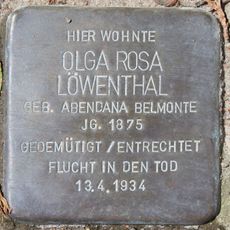 HIER WOHNTE
OLGA ROSA
LÖWENTHAL
GEB. ABENDANA BELMONTE
JG. 1875
GEDEMÜTIGT / ENTRECHTET
FLUCHT IN DEN TOD
13.4.1934